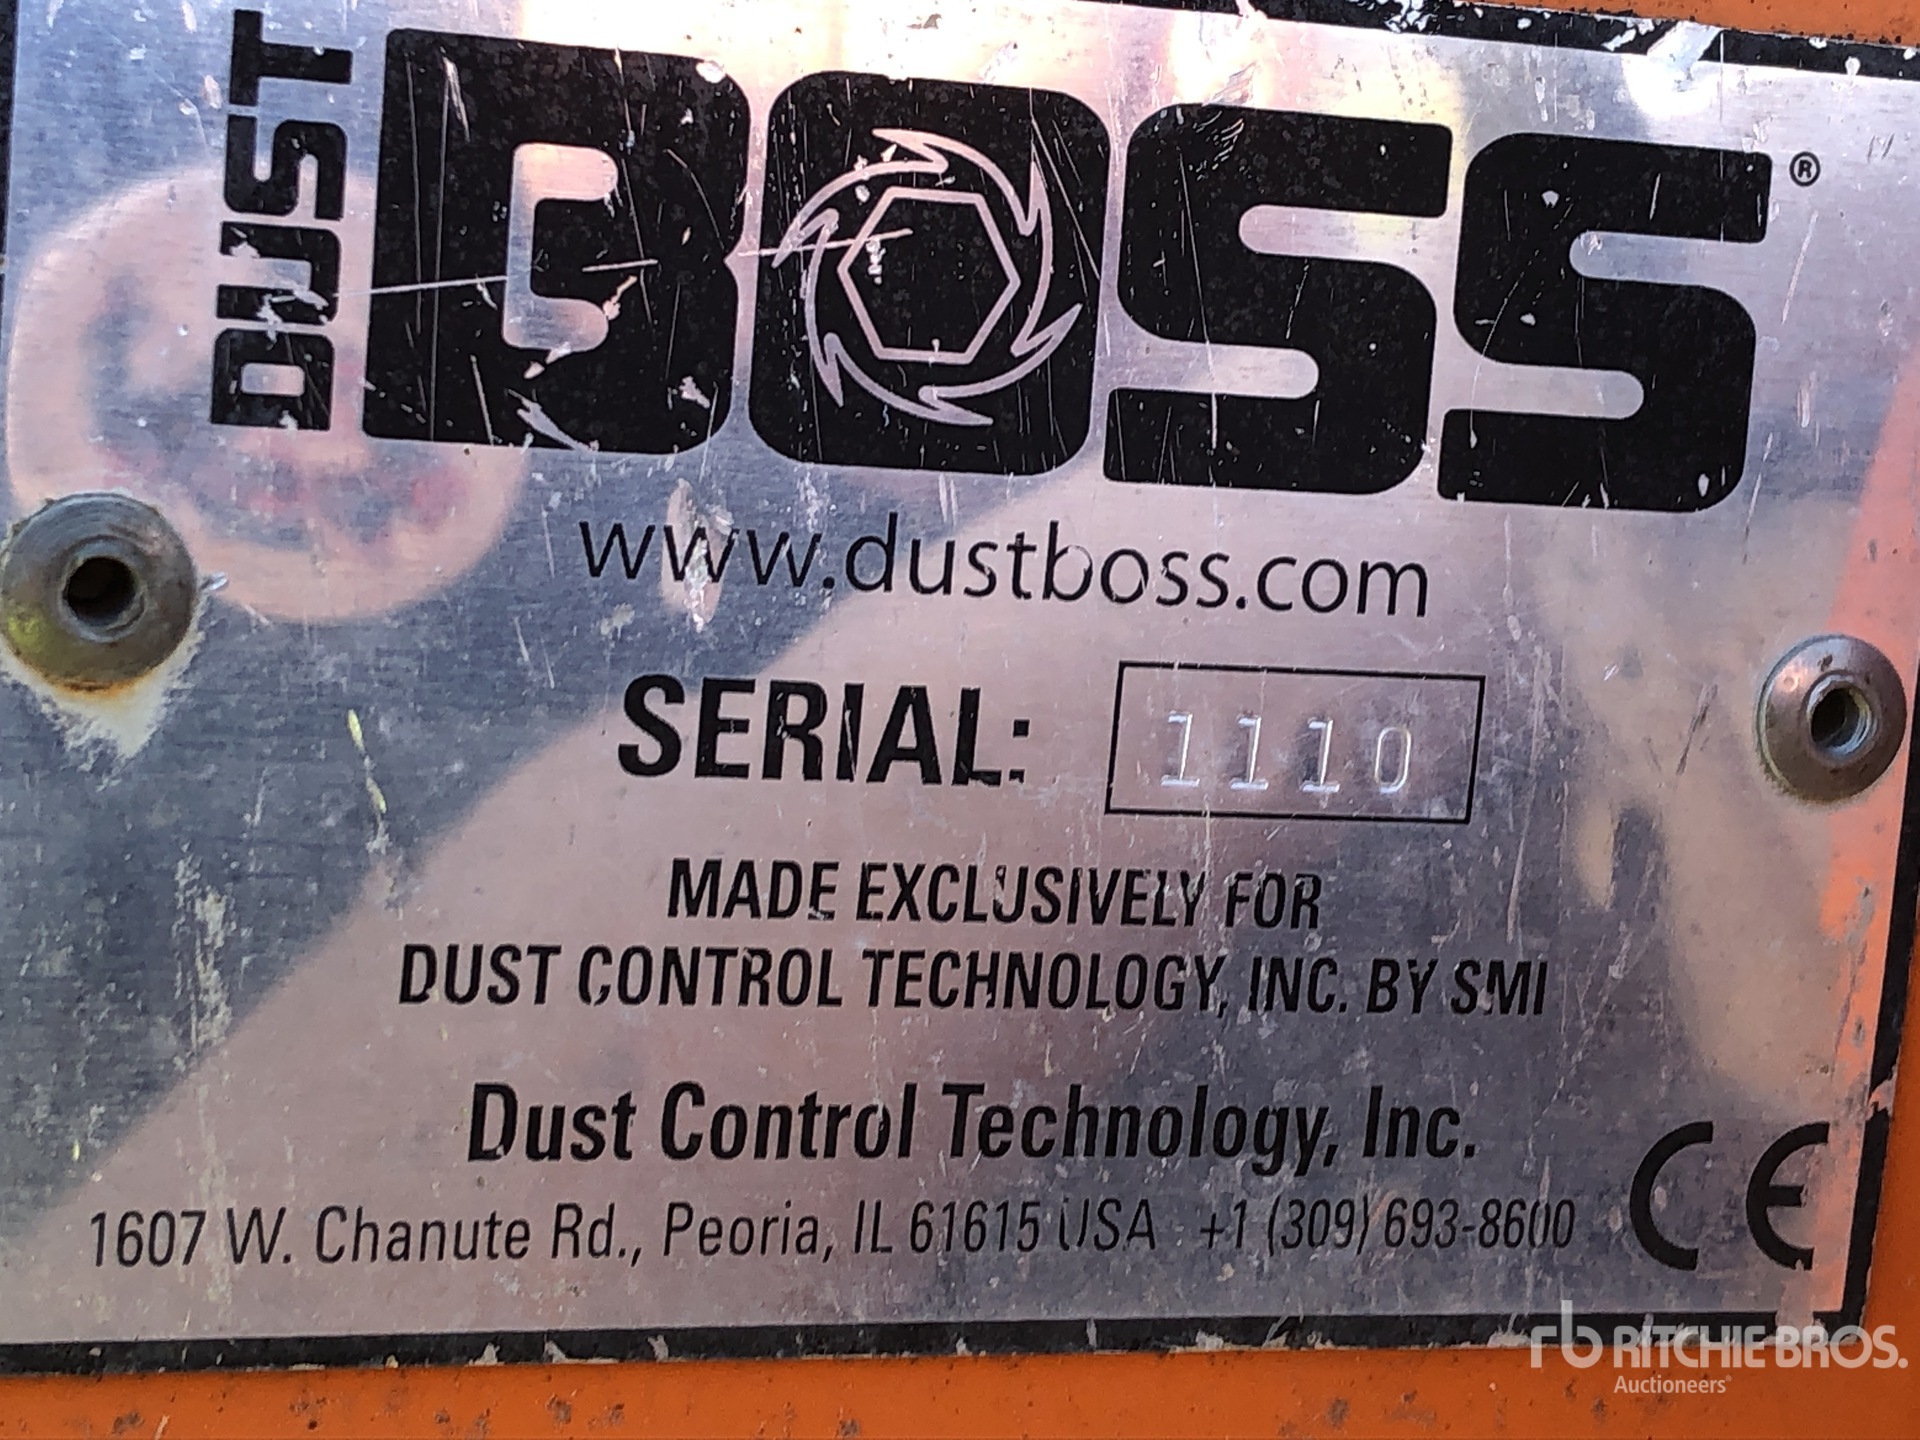 DUST BOSS®
www.dustboss.com
SERIAL: 1110
MADE EXCLUSIVELY FOR
DUST CONTROL TECHNOLOGY, INC. BY SMI
Dust Control Technology, Inc.
1607 W. Chanute Rd., Peoria, IL 61615 USA +1 (309) 693-8600
CE
rb RITCHIE BROS.
Auctioneers